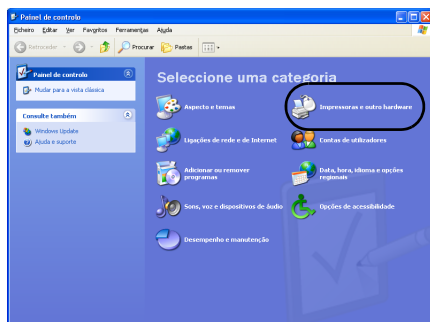 Painel de controlo
Ficheiro Editar Ver Favoritos Ferramentas Ajuda
Retroceder Procurar Pastas
Painel de controlo
Mudar para a vista clássica
Consulte também
Windows Update
Ajuda e suporte
Seleccione uma categoria
Aspecto e temas
Impressoras e outro hardware
Ligações de rede e de Internet
Contas de utilizadores
Adicionar ou remover
programas
Data, hora, idioma e opções
regionais
Sons, voz e dispositivos de áudio
Opções de acessibilidade
Desempenho e manutenção